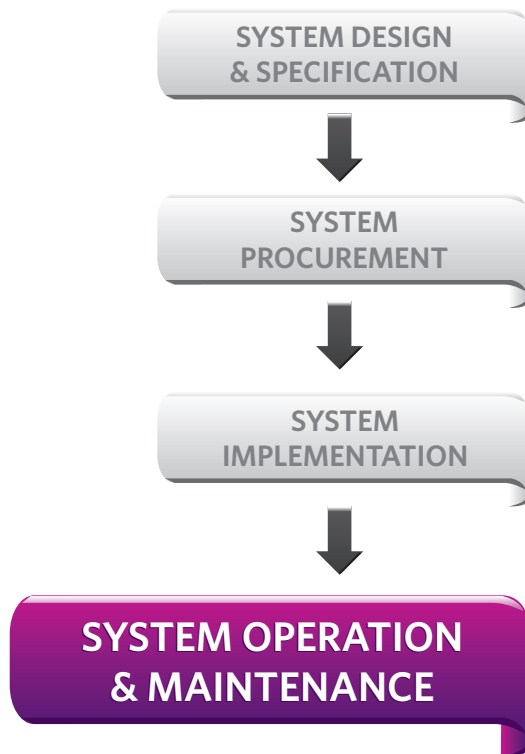 SYSTEM DESIGN
& SPECIFICATION
SYSTEM
PROCUREMENT
SYSTEM
IMPLEMENTATION
SYSTEM OPERATION
& MAINTENANCE